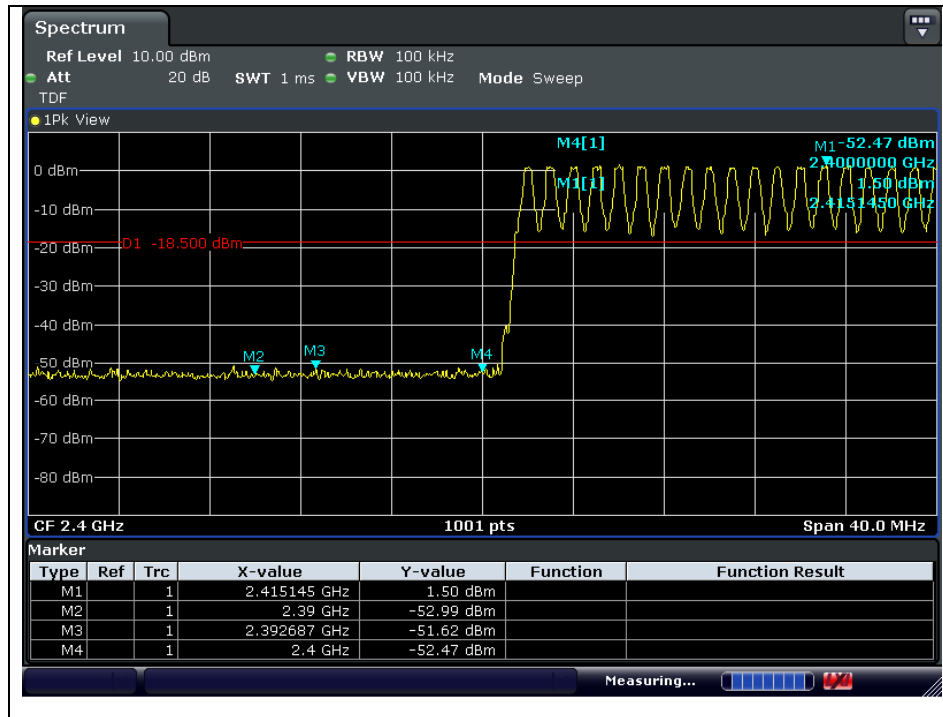 Spectrum
Ref Level 10.00 dBm RBW 100 kHz
Att 20 dB SWT 1 ms VBW 100 kHz Mode Sweep
TDF
1Pk View
M4[1] -52.47 dBm
2.4000000 GHz
M1[1] 1.50 dBm
2.4151450 GHz
M1
0 dBm
-10 dBm
-20 dBm
D1 -18.500 dBm
-30 dBm
-40 dBm
-50 dBm
M2 M3 M4
-60 dBm
-70 dBm
-80 dBm
CF 2.4 GHz 1001 pts Span 40.0 MHz
Marker
Type Ref Trc X-value Y-value Function Function Result
M1 1 2.415145 GHz 1.50 dBm
M2 1 2.39 GHz -52.99 dBm
M3 1 2.392687 GHz -51.62 dBm
M4 1 2.4 GHz -52.47 dBm
Measuring...